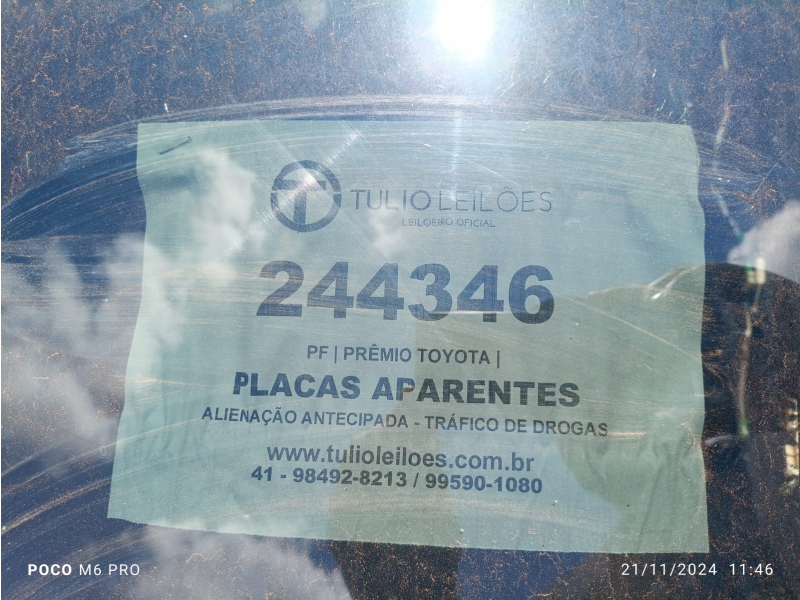 TULIO LEILÕES
LEILOEIRO OFICIAL
244346
PF | PRÊMIO TOYOTA |
PLACAS APARENTES
ALIENAÇÃO ANTECIPADA - TRÁFICO DE DROGAS
www.tulioleiloes.com.br
41 - 98492-8213 / 99590-1080
POCO M6 PRO
21/11/2024 11:46